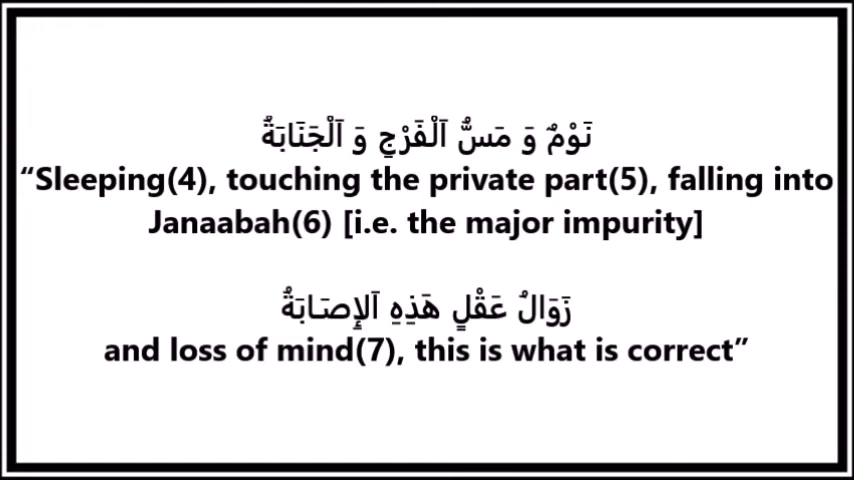 نَوْمٌ وَ مَسُّ اَلْفَرْجِ وَ اَلْجَنَابَةُ
“Sleeping(4), touching the private part(5), falling into
Janaabah(6) [i.e. the major impurity]
زَوَالُ عَقْلٍ هَذِهِ اَلإِصَابَةُ
and loss of mind(7), this is what is correct”